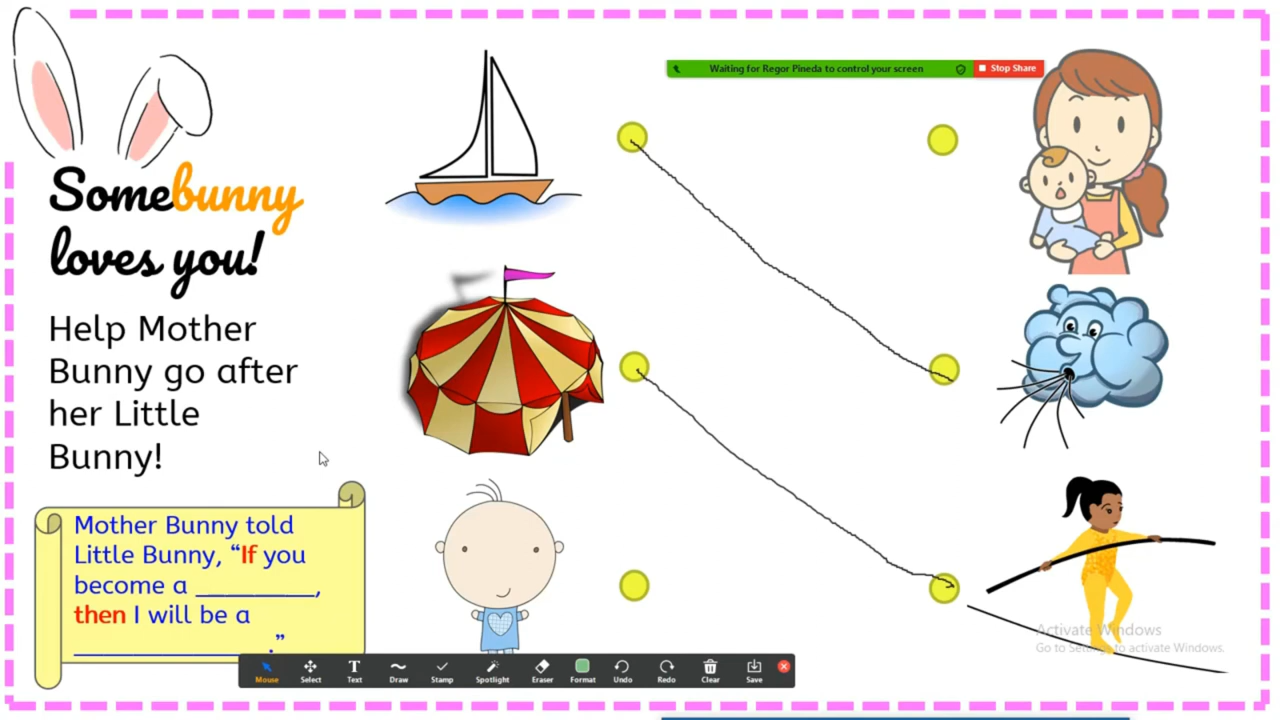 Waiting for Regor Pineda to control your screen
Stop Share
Somebunny
loves you!
Help Mother
Bunny go after
her Little
Bunny!
Mother Bunny told
Little Bunny, “If you
become a _________,
then I will be a
_______________.”
Activate Windows
Go to Settings to activate Windows.
Mouse Select Text Draw Stamp Spotlight Eraser Format Undo Redo Clear Save